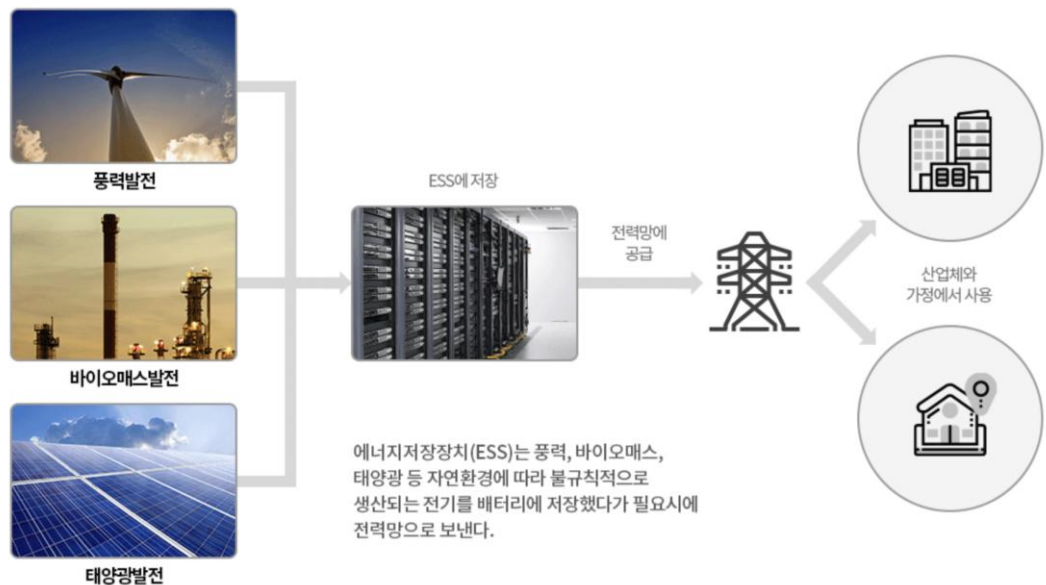 풍력발전
바이오매스발전
태양광발전
ESS에 저장
전력망에
공급
산업체와
가정에서 사용
에너지저장장치(ESS)는 풍력, 바이오매스,
태양광 등 자연환경에 따라 불규칙적으로
생산되는 전기를 배터리에 저장했다가 필요시에
전력망으로 보낸다.